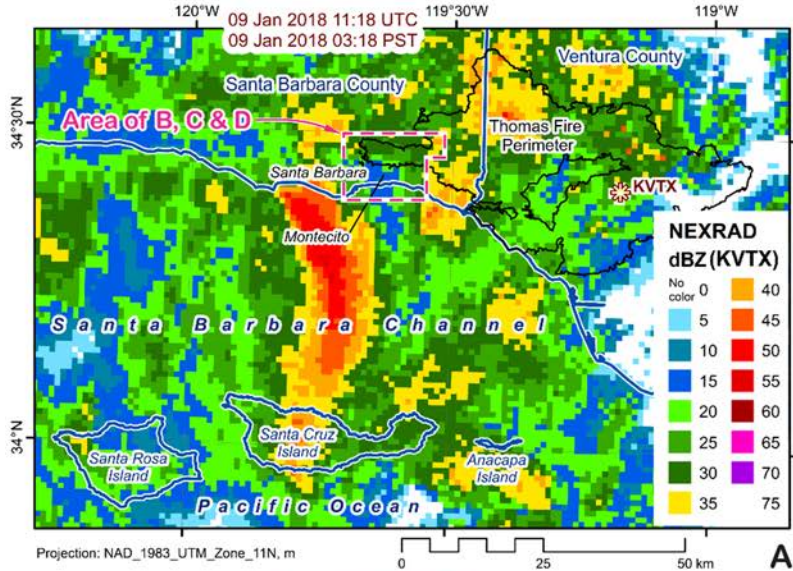 120°W
119°30'W
119°W
09 Jan 2018 11:18 UTC
09 Jan 2018 03:18 PST
Ventura County
Santa Barbara County
34°30'N
Area of B, C & D
Thomas Fire
Perimeter
Santa Barbara
KVTX
Montecito
NEXRAD
dBZ (KVTX)
No color 0
40
5
45
10
50
15
55
20
60
25
65
30
70
35
75
Santa Barbara Channel
34°N
Santa Cruz
Island
Santa Rosa
Island
Anacapa
Island
Pacific Ocean
Projection: NAD_1983_UTM_Zone_11N, m
0
25
50 km
A